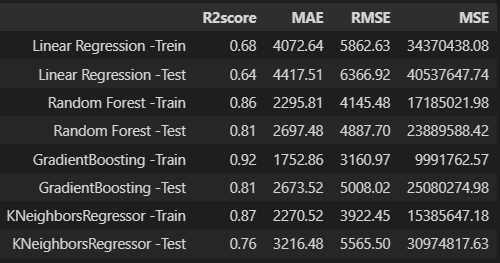 R2score MAE RMSE MSE
Linear Regression -Trein 0.68 4072.64 5862.63 34370438.08
Linear Regression -Test 0.64 4417.51 6366.92 40537647.74
Random Forest -Train 0.86 2295.81 4145.48 17185021.98
Random Forest -Test 0.81 2697.48 4887.70 23889588.42
GradientBoosting -Train 0.92 1752.86 3160.97 9991762.57
GradientBoosting -Test 0.81 2673.52 5008.02 25080274.98
KNeighborsRegressor -Train 0.87 2270.52 3922.45 15385647.18
KNeighborsRegressor -Test 0.76 3216.48 5565.50 30974817.63